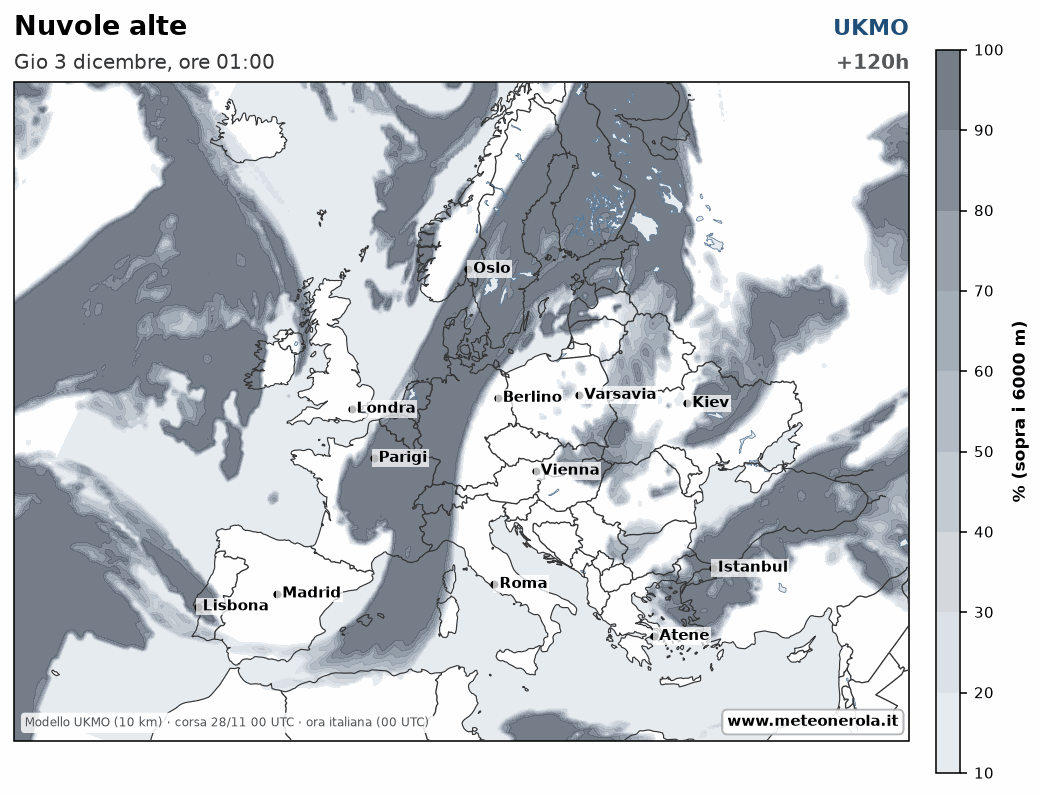 Nuvole alte
UKMO
Gio 3 dicembre, ore 01:00
+120h
100
90
80
70
60
50
40
30
20
10
% (sopra i 6000 m)
Oslo
Londra
Berlino
Varsavia
Kiev
Parigi
Vienna
Istanbul
Roma
Madrid
Lisbona
Atene
Modello UKMO (10 km) · corsa 28/11 00 UTC · ora italiana (00 UTC)
www.meteonerola.it